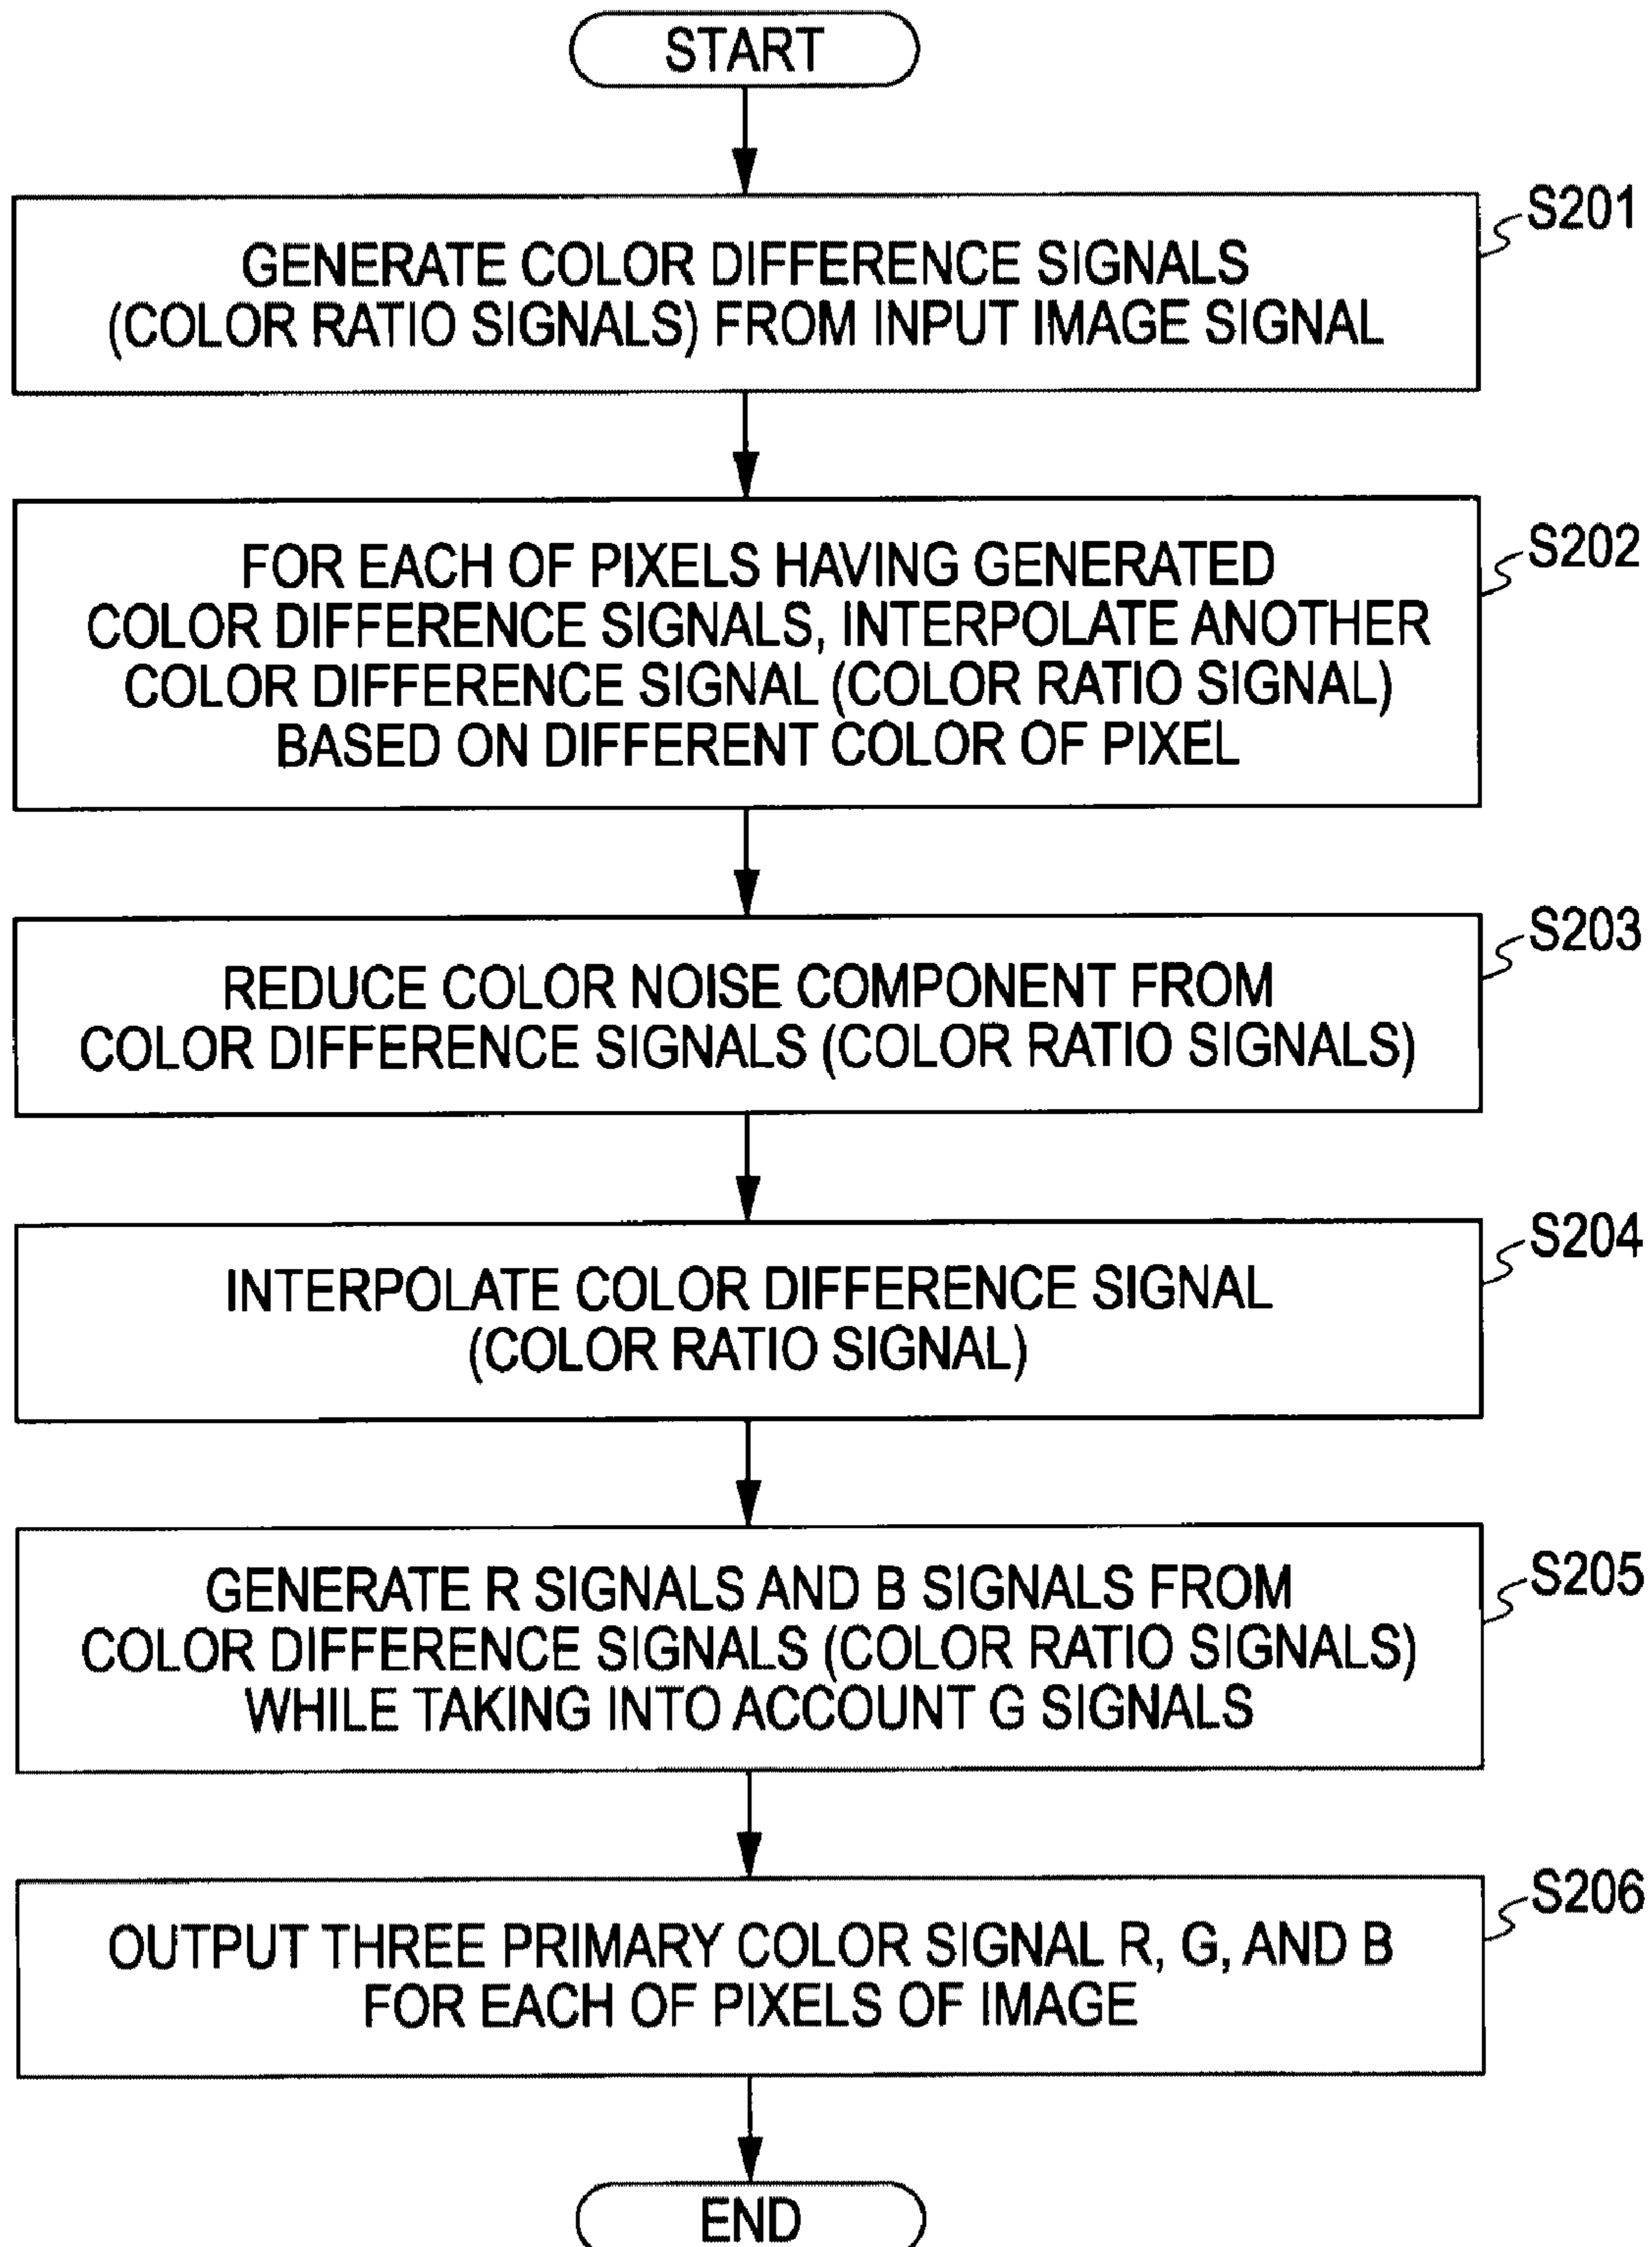 START
S201
GENERATE COLOR DIFFERENCE SIGNALS
(COLOR RATIO SIGNALS) FROM INPUT IMAGE SIGNAL
S202
FOR EACH OF PIXELS HAVING GENERATED
COLOR DIFFERENCE SIGNALS, INTERPOLATE ANOTHER
COLOR DIFFERENCE SIGNAL (COLOR RATIO SIGNAL)
BASED ON DIFFERENT COLOR OF PIXEL
S203
REDUCE COLOR NOISE COMPONENT FROM
COLOR DIFFERENCE SIGNALS (COLOR RATIO SIGNALS)
S204
INTERPOLATE COLOR DIFFERENCE SIGNAL
(COLOR RATIO SIGNAL)
S205
GENERATE R SIGNALS AND B SIGNALS FROM
COLOR DIFFERENCE SIGNALS (COLOR RATIO SIGNALS)
WHILE TAKING INTO ACCOUNT G SIGNALS
S206
OUTPUT THREE PRIMARY COLOR SIGNAL R, G, AND B
FOR EACH OF PIXELS OF IMAGE
END